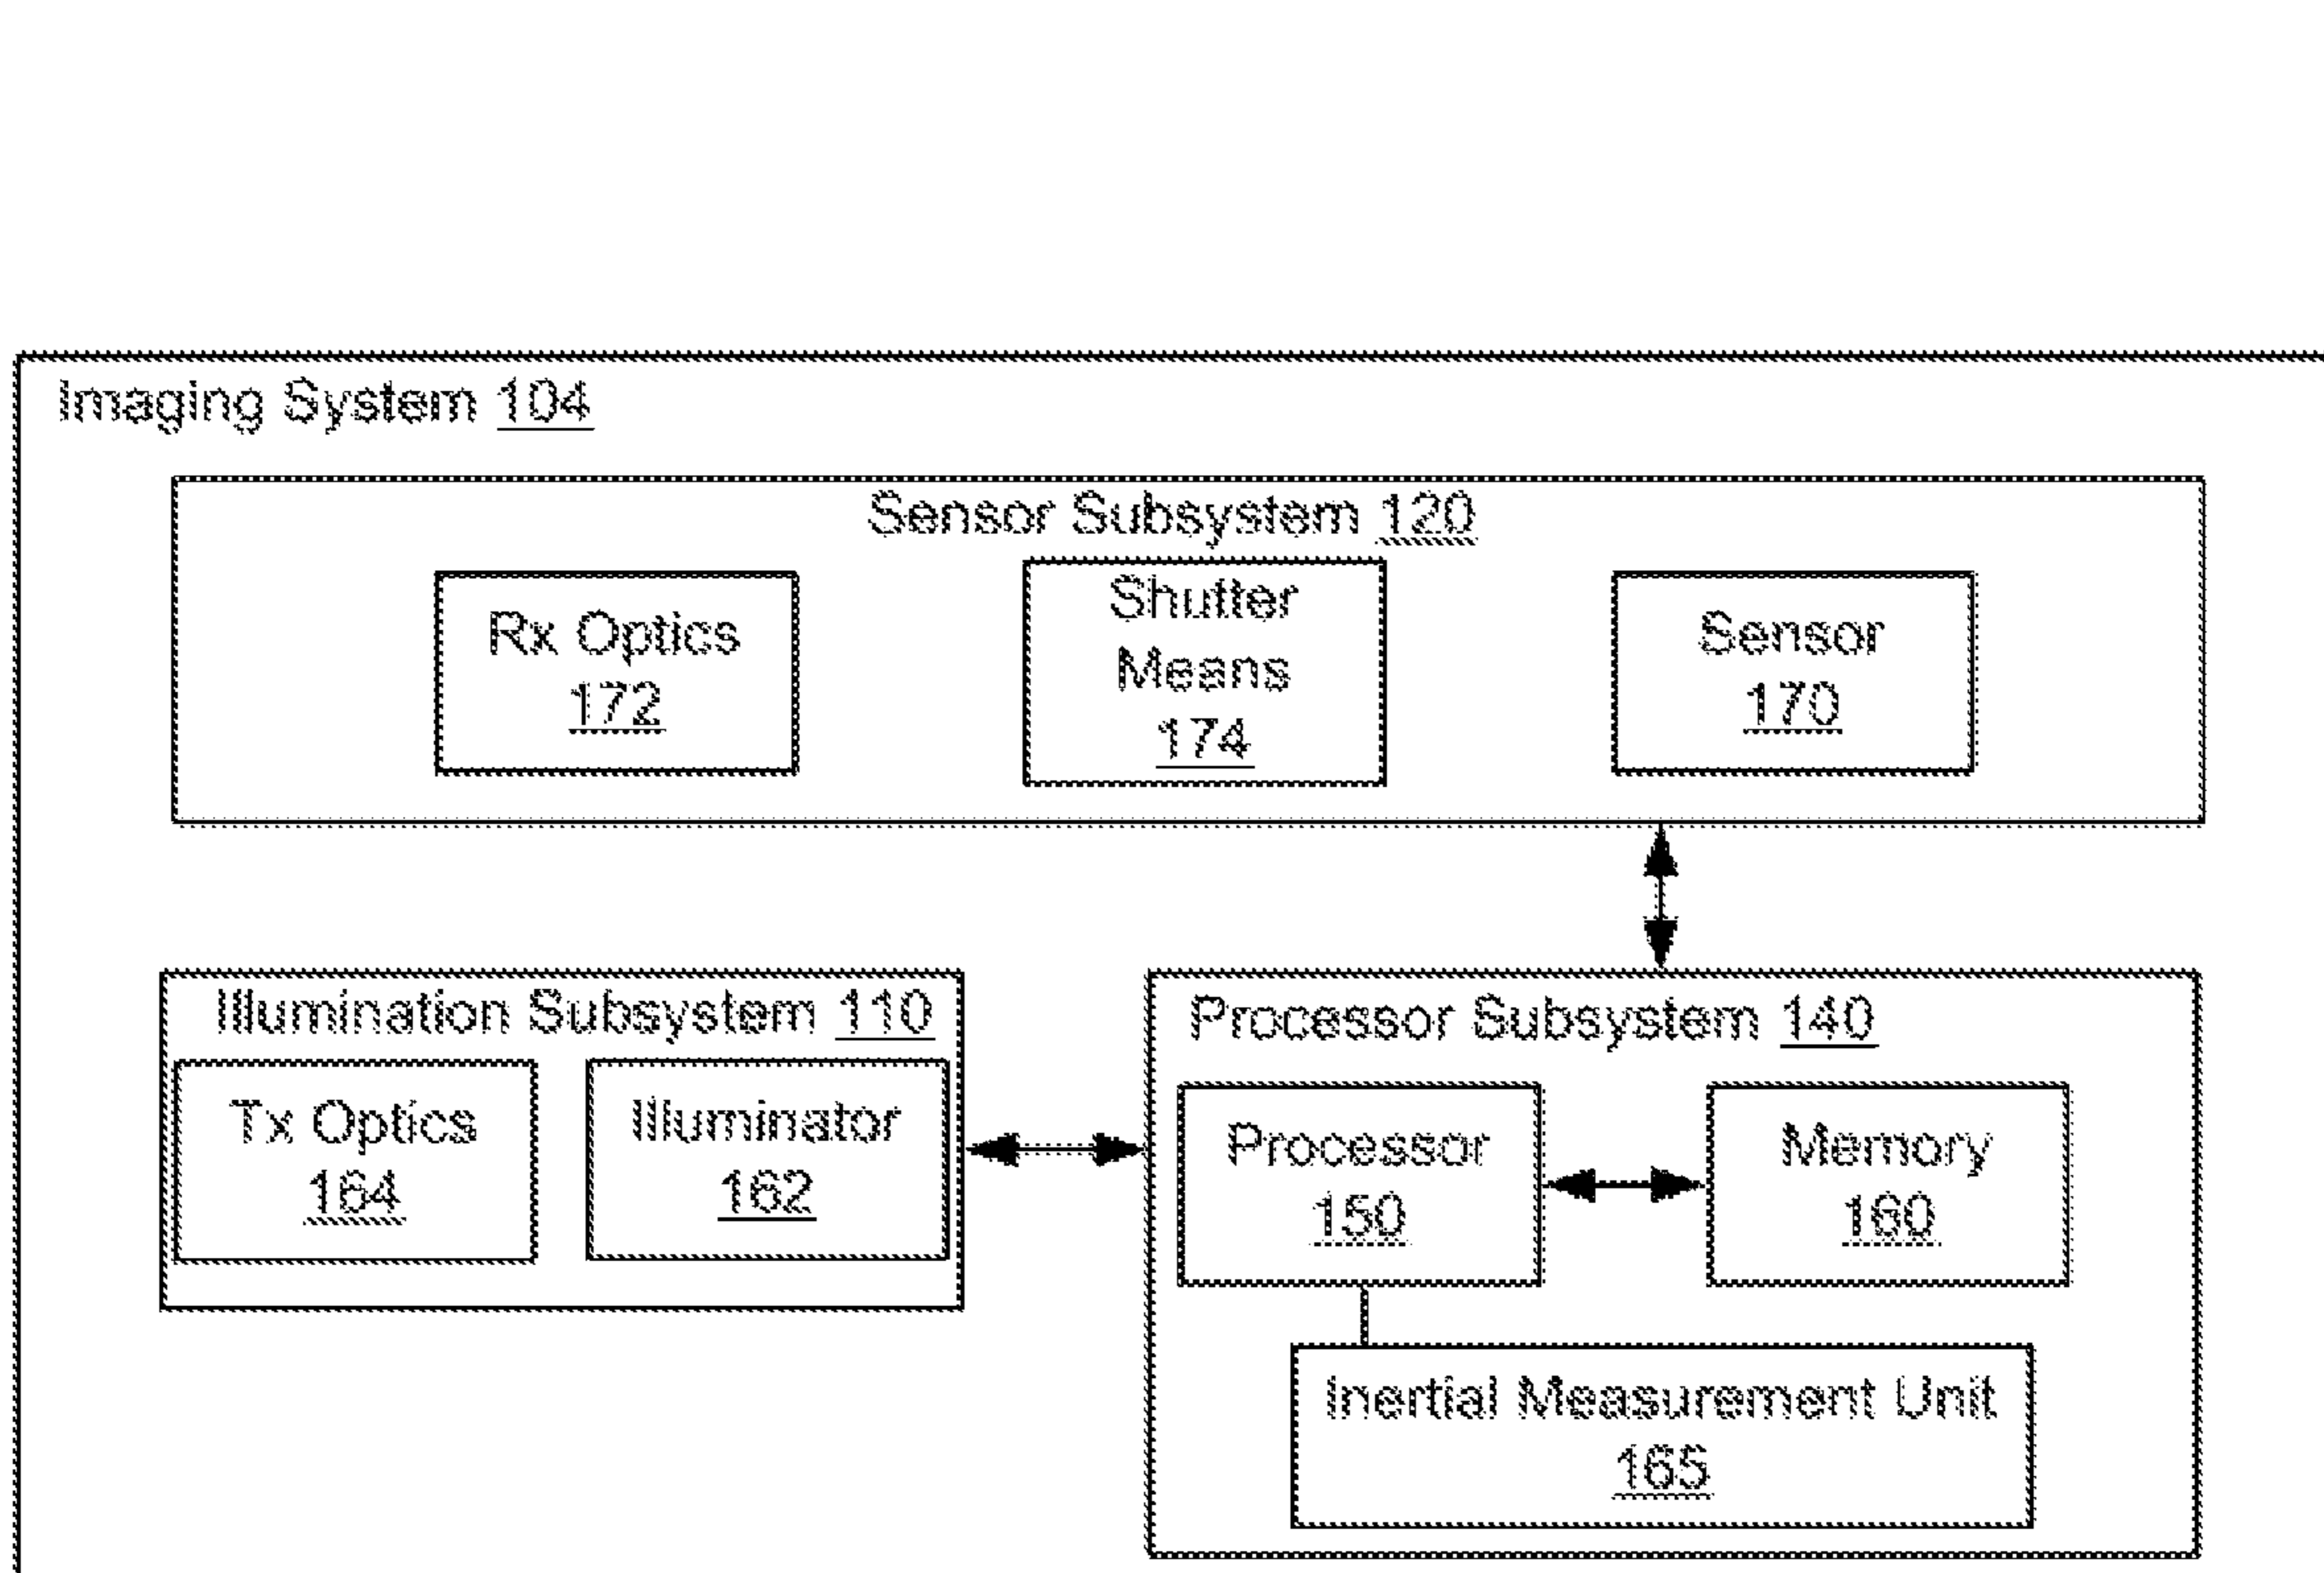 Imaging System 104
Sensor Subsystem 120
Rx Optics
172
Shutter
Means
174
Sensor
170
Illumination Subsystem 110
Tx Optics
164
Illuminator
162
Processor Subsystem 140
Processor
150
Memory
160
Inertial Measurement Unit
165